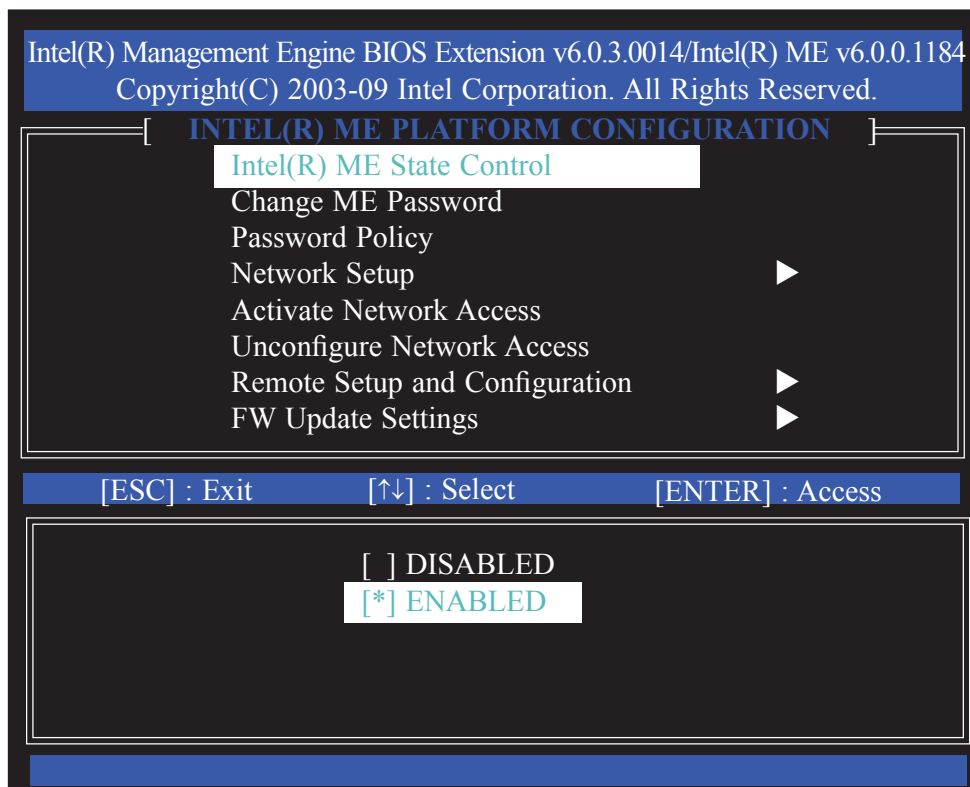 Intel(R) Management Engine BIOS Extension v6.0.3.0014/Intel(R) ME v6.0.0.1184
Copyright(C) 2003-09 Intel Corporation. All Rights Reserved.
[ INTEL(R) ME PLATFORM CONFIGURATION ]
Intel(R) ME State Control
Change ME Password
Password Policy
Network Setup ▶
Activate Network Access
Unconfigure Network Access
Remote Setup and Configuration ▶
FW Update Settings ▶
[ESC] : Exit [↑↓] : Select [ENTER] : Access
[ ] DISABLED
[*] ENABLED